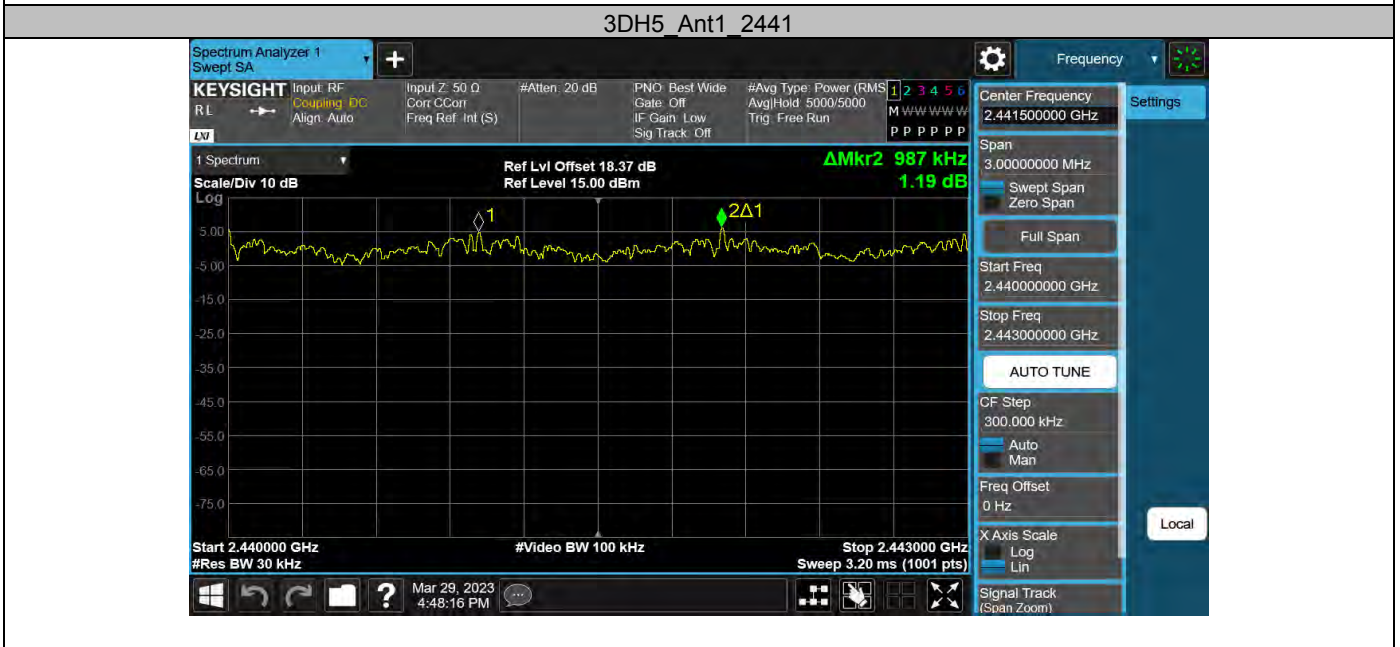 3DH5_Ant1_2441
Spectrum Analyzer 1
Swept SA
Frequency
KEYSIGHT
RL
LXI
Input: RF
Coupling: DC
Align: Auto
Input Z: 50 Ω
Corr CCorr
Freq Ref: Int (S)
#Atten: 20 dB
PNO: Best Wide
Gate: Off
IF Gain: Low
Sig Track: Off
#Avg Type: Power (RMS
Avg|Hold: 5000/5000
Trig: Free Run
1 2 3 4 5 6
M W W W W W
P P P P P P
1 Spectrum
Scale/Div 10 dB
Log
Ref Lvl Offset 18.37 dB
Ref Level 15.00 dBm
ΔMkr2 987 kHz
1.19 dB
1
2Δ1
5.00
-5.00
-15.0
-25.0
-35.0
-45.0
-55.0
-65.0
-75.0
Start 2.440000 GHz
#Res BW 30 kHz
#Video BW 100 kHz
Stop 2.443000 GHz
Sweep 3.20 ms (1001 pts)
Mar 29, 2023
4:48:16 PM
Center Frequency
2.441500000 GHz
Span
3.00000000 MHz
Swept Span
Zero Span
Full Span
Start Freq
2.440000000 GHz
Stop Freq
2.443000000 GHz
AUTO TUNE
CF Step
300.000 kHz
Auto
Man
Freq Offset
0 Hz
X Axis Scale
Log
Lin
Signal Track
(Span Zoom)
Settings
Local